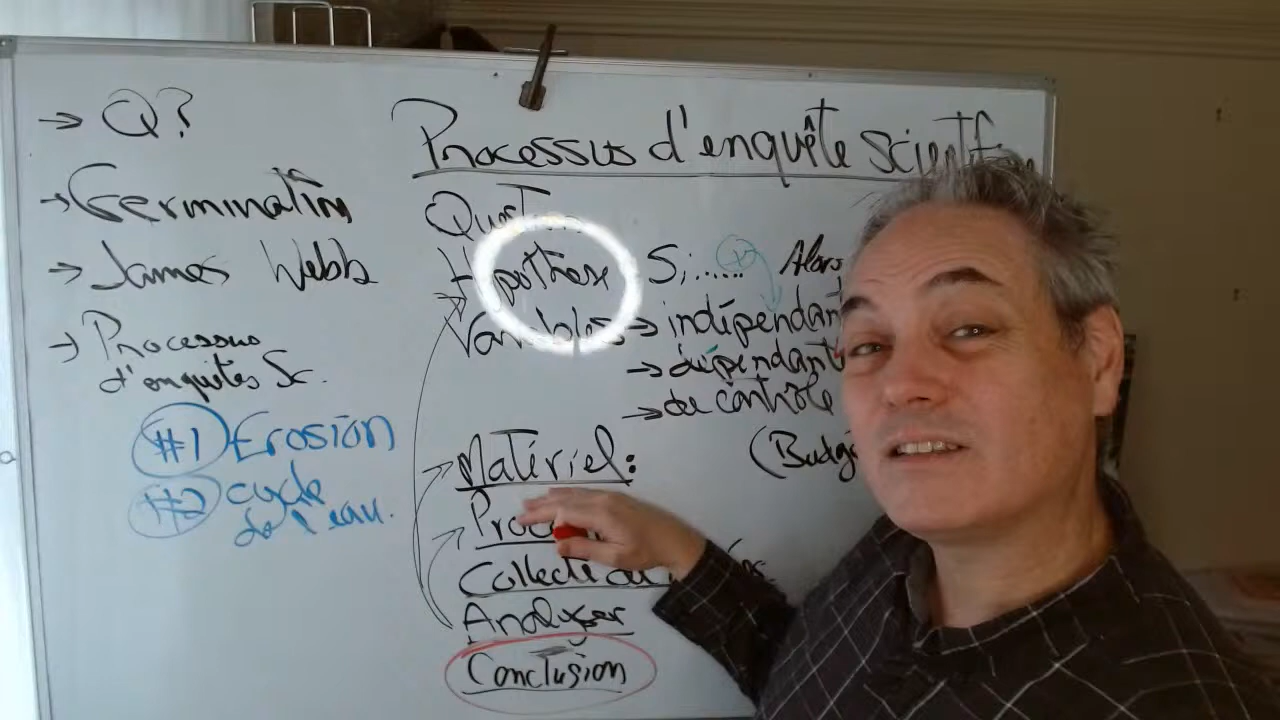 → Q?
→ Germination
→ James Webb
→ Processus
d'enquêtes Sc.
#1 Erosion
#2 cycle
de l'eau.
Processus d'enquête scientif
Question
Hypothèse Si...... Alors
Variables → indépendant
→ dépendant
→ de contrôle
(Budg
Matériel:
Proc
Collecte
Analyser
Conclusion